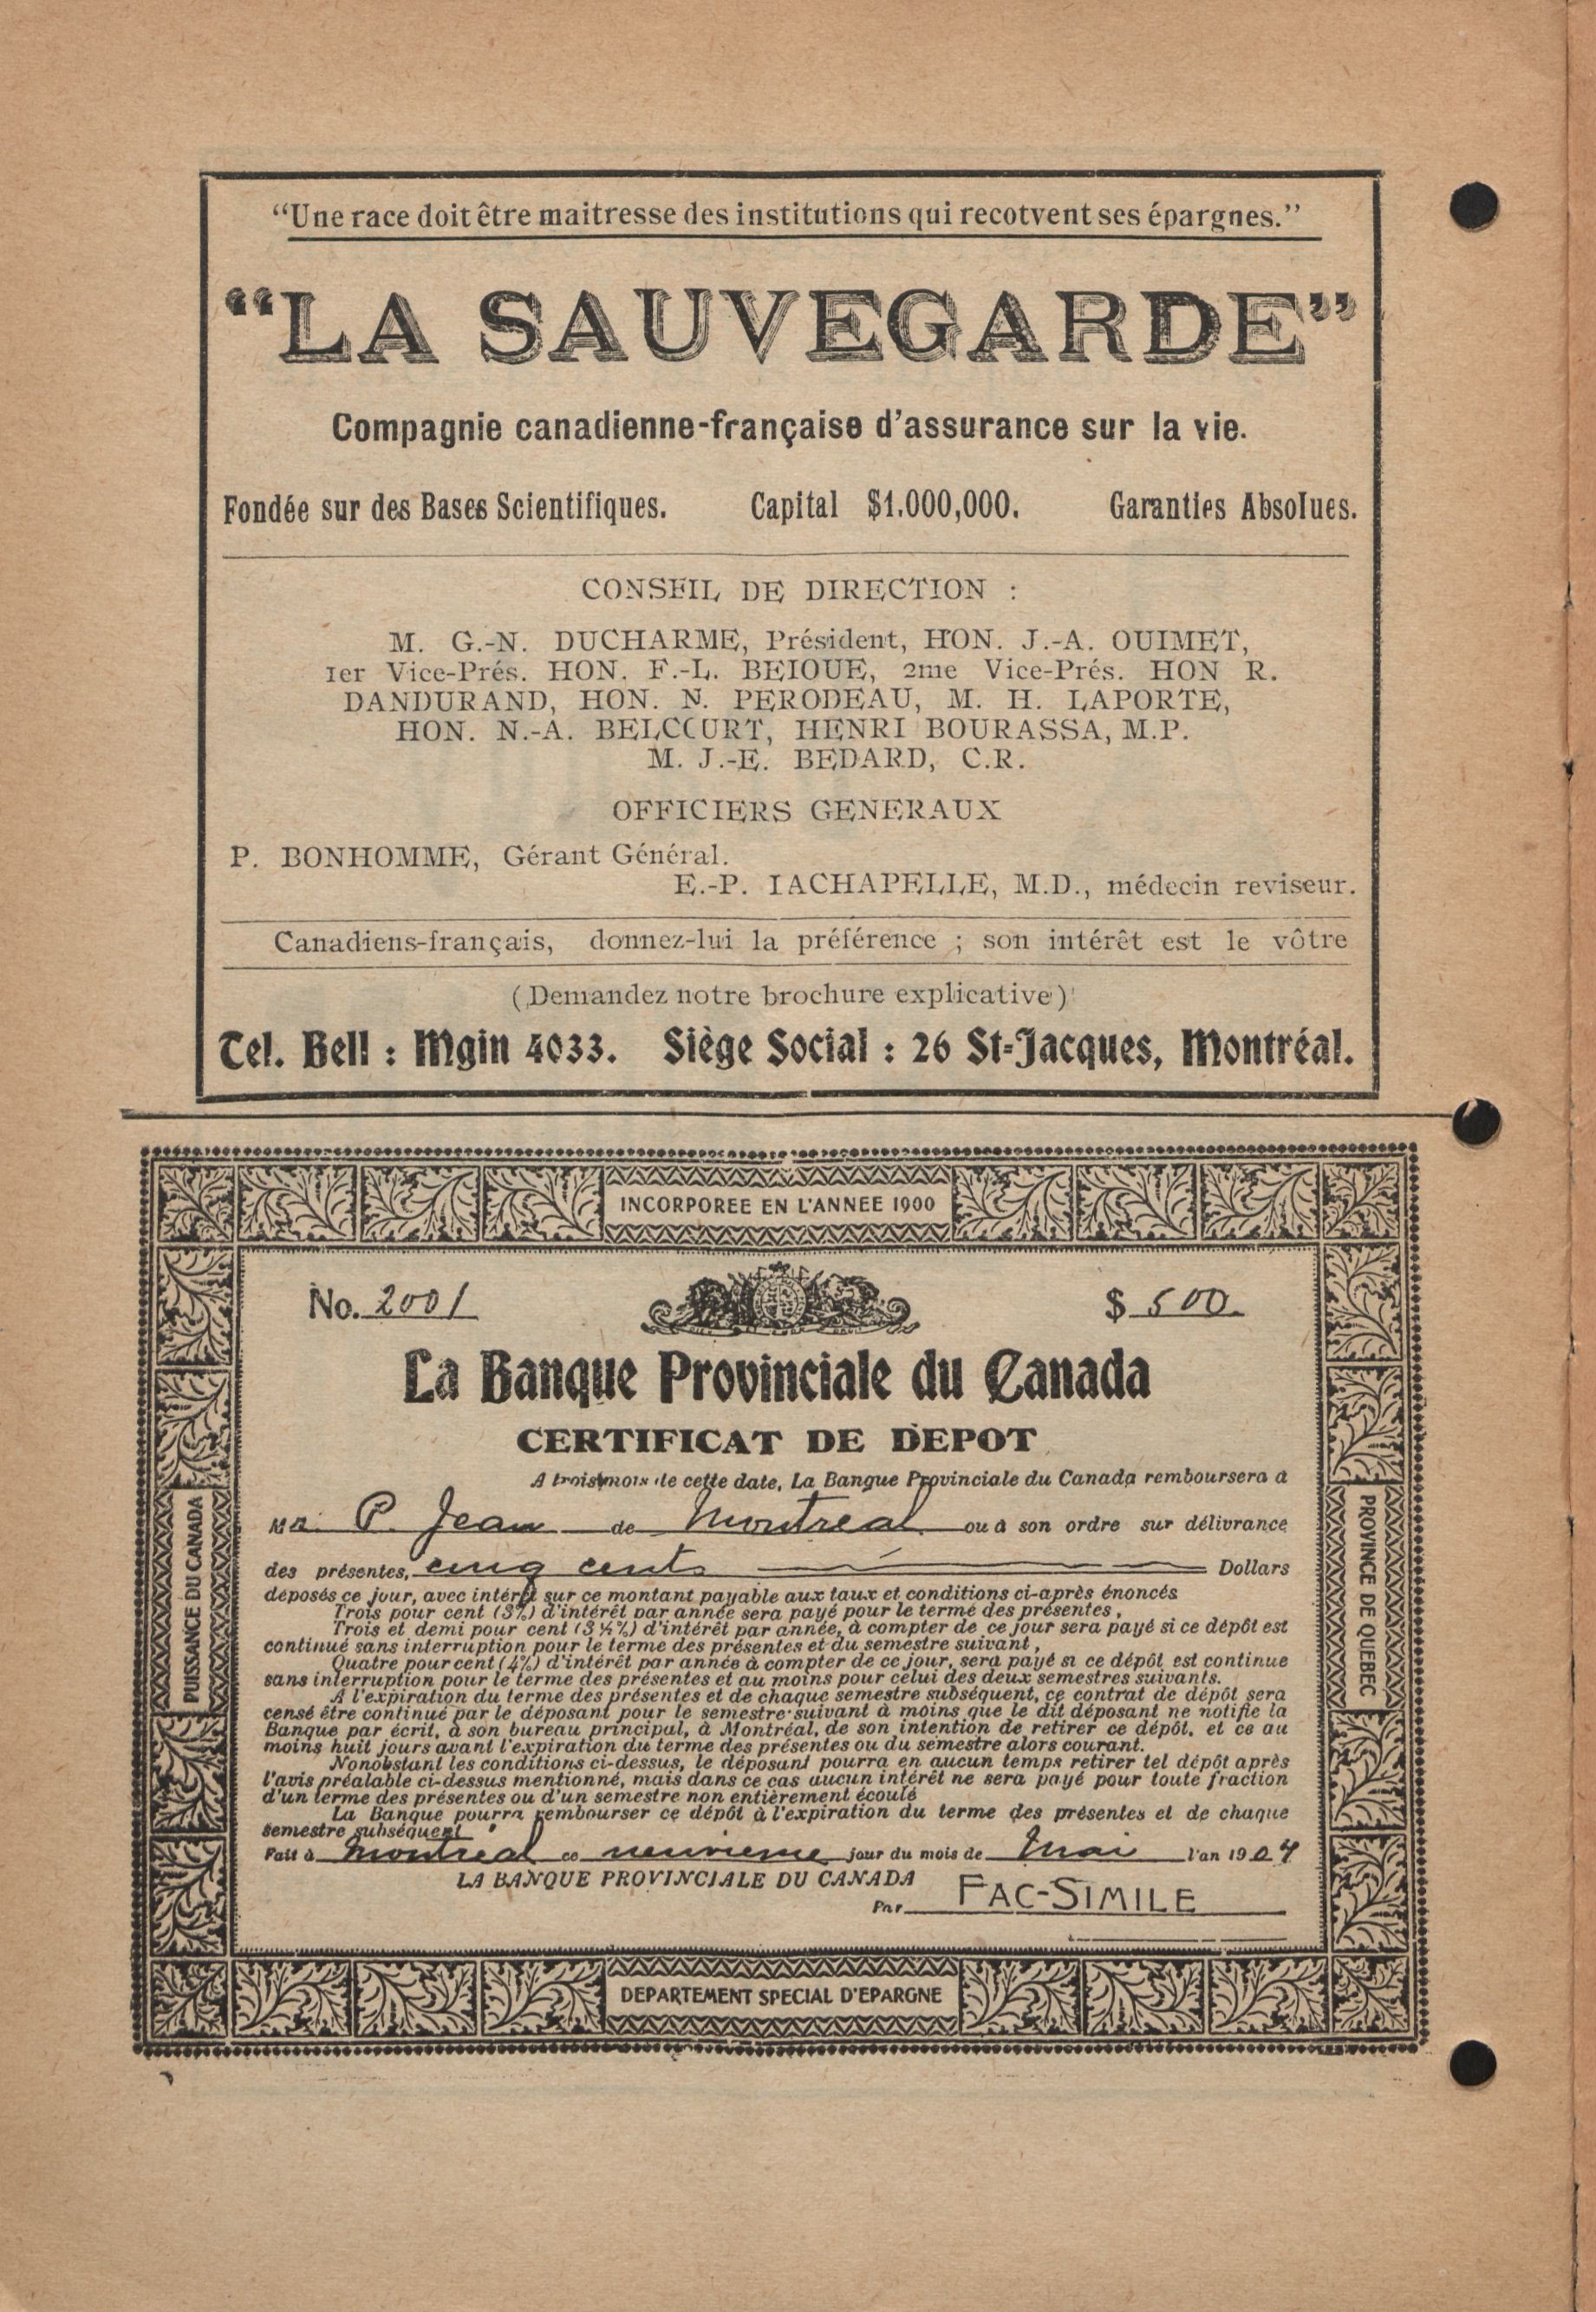 “Une race doit être maitresse des institutions qui recotvent ses épargnes.”
“LA SAUVEGARDE”
Compagnie canadienne-française d’assurance sur la vie.
Fondée sur des Bases Scientifiques. Capital $1.000,000. Garanties Absolues.
CONSEIL DE DIRECTION :
M. G.-N. DUCHARME, Président, HON. J.-A. OUIMET,
1er Vice-Prés. HON. F.-L. BEIQUE, 2me Vice-Prés. HON R.
DANDURAND, HON. N. PERODEAU, M. H. LAPORTE,
HON. N.-A. BELCCURT, HENRI BOURASSA, M.P.
M. J.-E. BEDARD, C.R.
OFFICIERS GENERAUX
P. BONHOMME, Gérant Général.
E.-P. LACHAPELLE, M.D., médecin reviseur.
Canadiens-français, donnez-lui la préférence ; son intérêt est le vôtre
(Demandez notre brochure explicative)
Tel. Bell : Mgin 4033. Siège Social : 26 St-Jacques, Montréal.
INCORPOREE EN L’ANNEE 1900
No. 2001 $ 500
La Banque Provinciale du Canada
CERTIFICAT DE DEPOT
A trois mois de cette date, La Banque Provinciale du Canada remboursera à
Mr. P. Jean de Montreal ou à son ordre sur délivrance
des présentes, cinq cents Dollars
déposés ce jour, avec intérêt sur ce montant payable aux taux et conditions ci-après énoncés
Trois pour cent (3%) d’intérêt par année sera payé pour le terme des présentes,
Trois et demi pour cent (3½%) d’intérêt par année, à compter de ce jour sera payé si ce dépôt est
continué sans interruption pour le terme des présentes et du semestre suivant,
Quatre pour cent (4%) d’intérêt par année à compter de ce jour, sera payé si ce dépôt est continue
sans interruption pour le terme des présentes et au moins pour celui des deux semestres suivants.
A l’expiration du terme des présentes et de chaque semestre subséquent, ce contrat de dépôt sera
censé être continué par le déposant pour le semestre suivant à moins que le dit déposant ne notifie la
Banque par écrit, à son bureau principal, à Montréal, de son intention de retirer ce dépôt, et ce au
moins huit jours avant l’expiration du terme des présentes ou du semestre alors courant.
Nonobstant les conditions ci-dessus, le déposant pourra en aucun temps retirer tel dépôt après
l’avis préalable ci-dessus mentionné, mais dans ce cas aucun intérêt ne sera payé pour toute fraction
d’un terme des présentes ou d’un semestre non entièrement écoulé
La Banque pourra rembourser ce dépôt à l’expiration du terme des présentes et de chaque
semestre subséquent
Fait à Montreal ce neuvieme jour du mois de Mai l’an 1904
LA BANQUE PROVINCIALE DU CANADA
Par FAC-SIMILE
PUISSANCE DU CANADA
PROVINCE DE QUEBEC
DEPARTEMENT SPECIAL D’EPARGNE